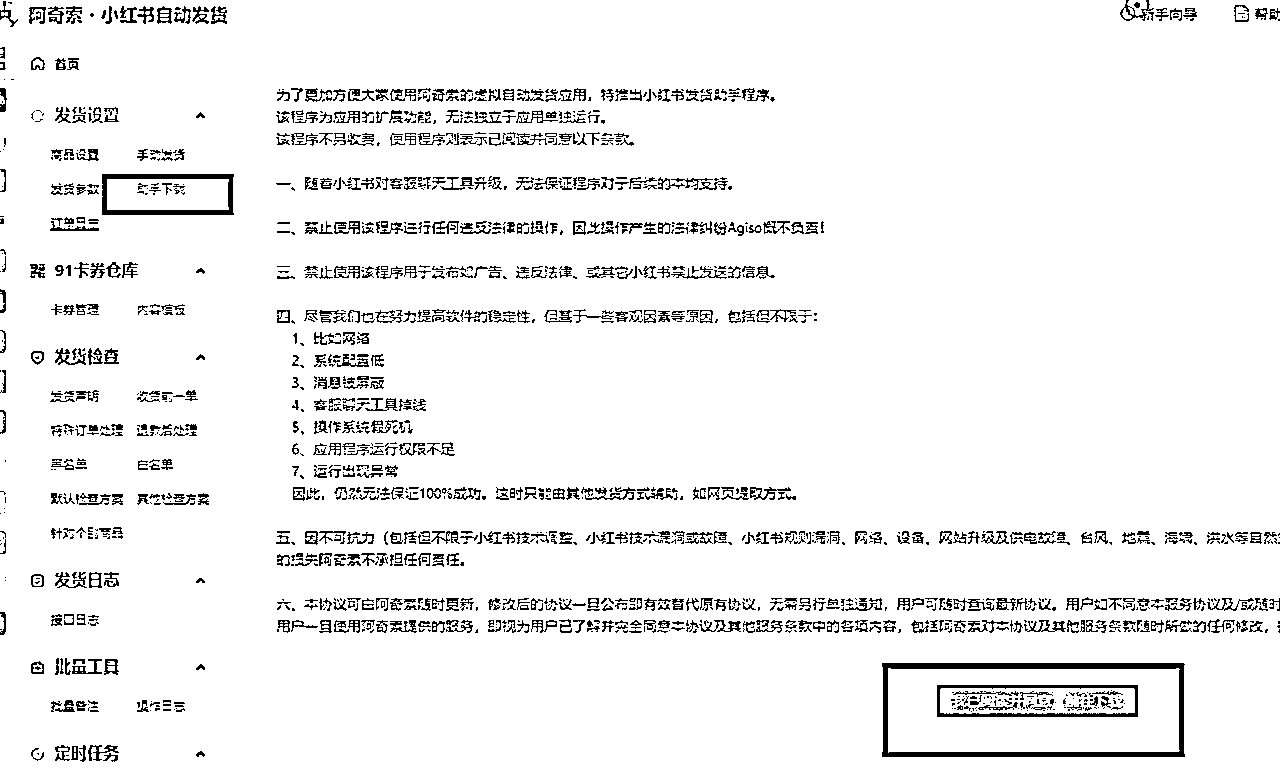 阿奇索·小红书自动发货
新手向导
帮助
首页
发货设置
商品设置 手动发货
发货参数 助手下载
订单日志
91卡券仓库
卡券管理 内容模板
发货检查
发货声明 收货前一单
特殊订单处理 退款后处理
黑名单 白名单
默认检查方案 其他检查方案
针对个别商品
发货日志
接口日志
批量工具
批量备注 操作日志
定时任务
为了更加方便大家使用阿奇索的虚拟自动发货应用，特推出小红书发货助手程序。
该程序为应用的扩展功能，无法独立于应用单独运行。
该程序不另收费，使用程序则表示已阅读并同意以下条款。
一、随着小红书对客服聊天工具升级，无法保证程序对于后续的本均支持。
二、禁止使用该程序进行任何违反法律的操作，因此操作产生的法律纠纷Agiso概不负责！
三、禁止使用该程序用于发布如广告、违反法律、或其它小红书禁止发送的信息。
四、尽管我们也在努力提高软件的稳定性，但基于一些客观因素等原因，包括但不限于：
1、比如网络
2、系统配置低
3、消息被屏蔽
4、客服聊天工具掉线
5、操作系统假死机
6、应用程序运行权限不足
7、运行出现异常
因此，仍然无法保证100%成功。这时只能由其他发货方式辅助，如网页提取方式。
五、因不可抗力（包括但不限于小红书技术调整、小红书技术漏洞或故障、小红书规则漏洞、网络、设备、网站升级及供电故障、台风、地震、海啸、洪水等自然
的损失阿奇索不承担任何责任。
六、本协议可由阿奇索随时更新，修改后的协议一旦公布即有效替代原有协议，无需另行单独通知，用户可随时查询最新协议。用户如不同意本服务协议及/或随时
用户一旦使用阿奇索提供的服务，即视为用户已了解并完全同意本协议及其他服务条款中的各项内容，包括阿奇索对本协议及其他服务条款随时所做的任何修改，